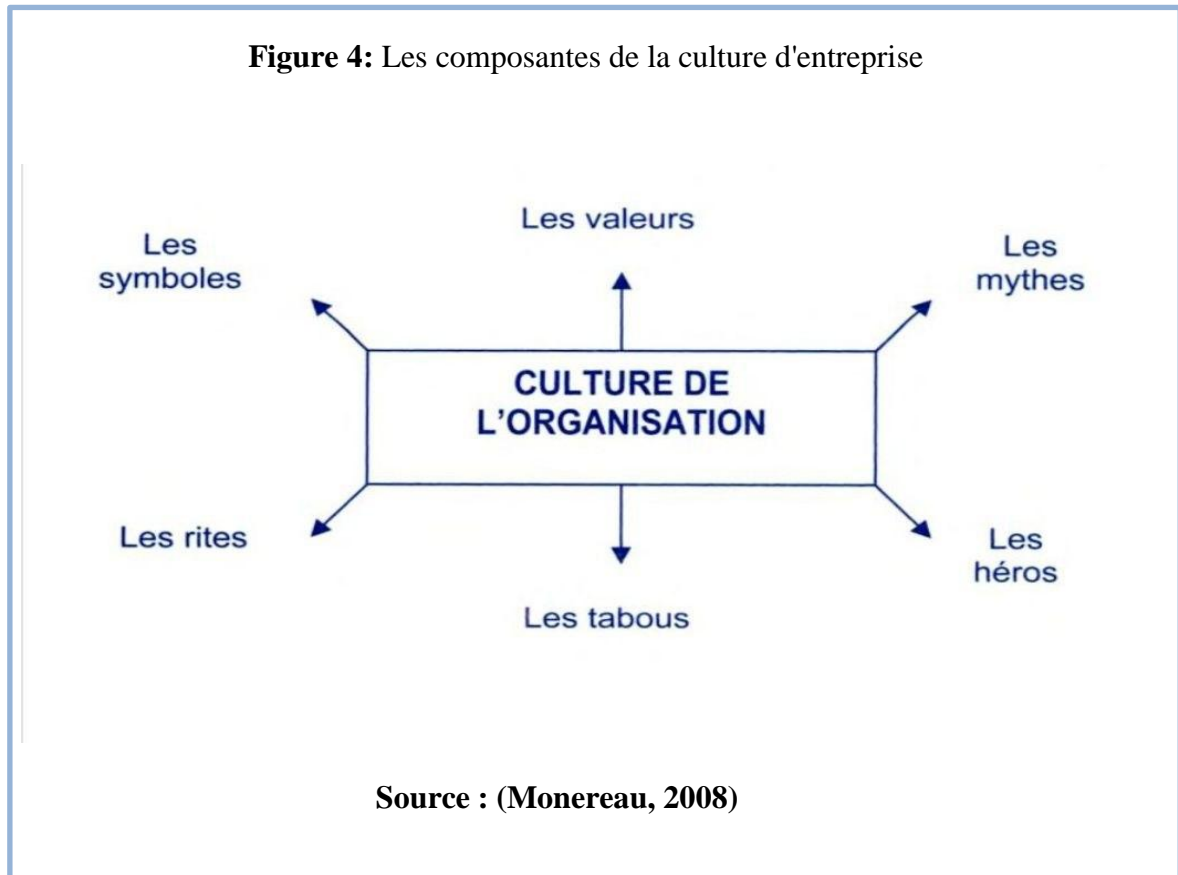 Figure 4: Les composantes de la culture d'entreprise
Les valeurs
Les
symboles
Les
mythes
CULTURE DE
L'ORGANISATION
Les rites
Les
héros
Les tabous
Source : (Monereau, 2008)